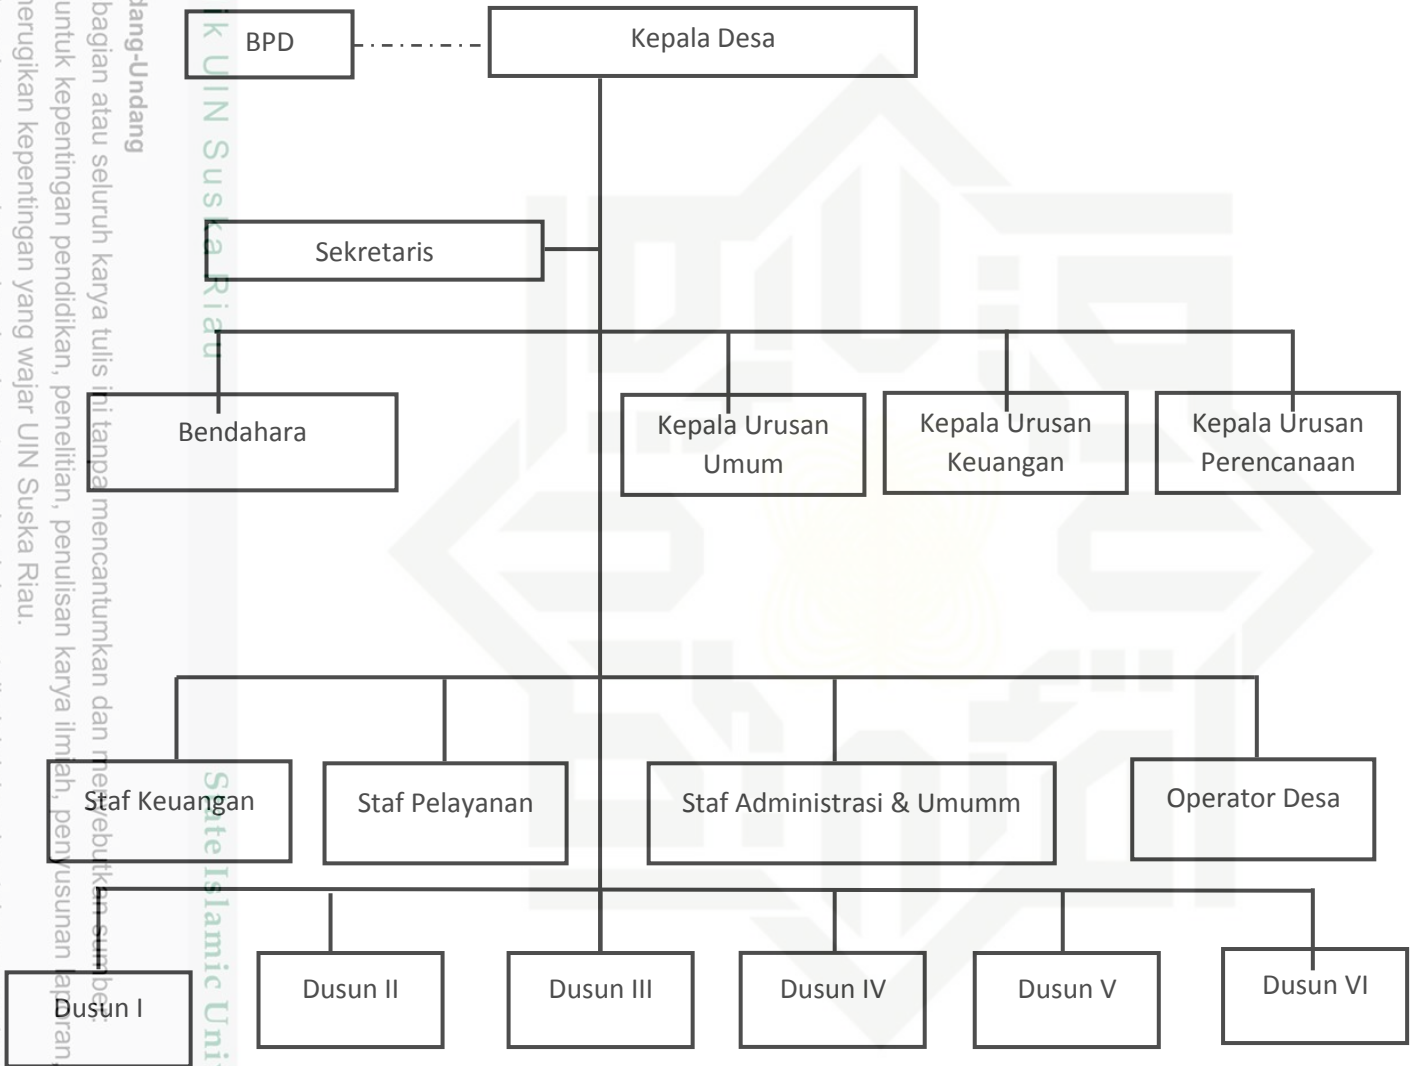 BPD
Kepala Desa
Sekretaris
Bendahara
Kepala Urusan
Umum
Kepala Urusan
Keuangan
Kepala Urusan
Perencanaan
Staf Keuangan
Staf Pelayanan
Staf Administrasi & Umumm
Operator Desa
Dusun I
Dusun II
Dusun III
Dusun IV
Dusun V
Dusun VI
UIN Suska Riau
State Islamic
dang-Undang
bagian atau seluruh karya tulis ini tanpa mencantumkan dan menyebutkan sumber:
untuk kepentingan pendidikan, penelitian, penulisan karya ilmiah, penyusunan laporan,
merugikan kepentingan yang wajar UIN Suska Riau.